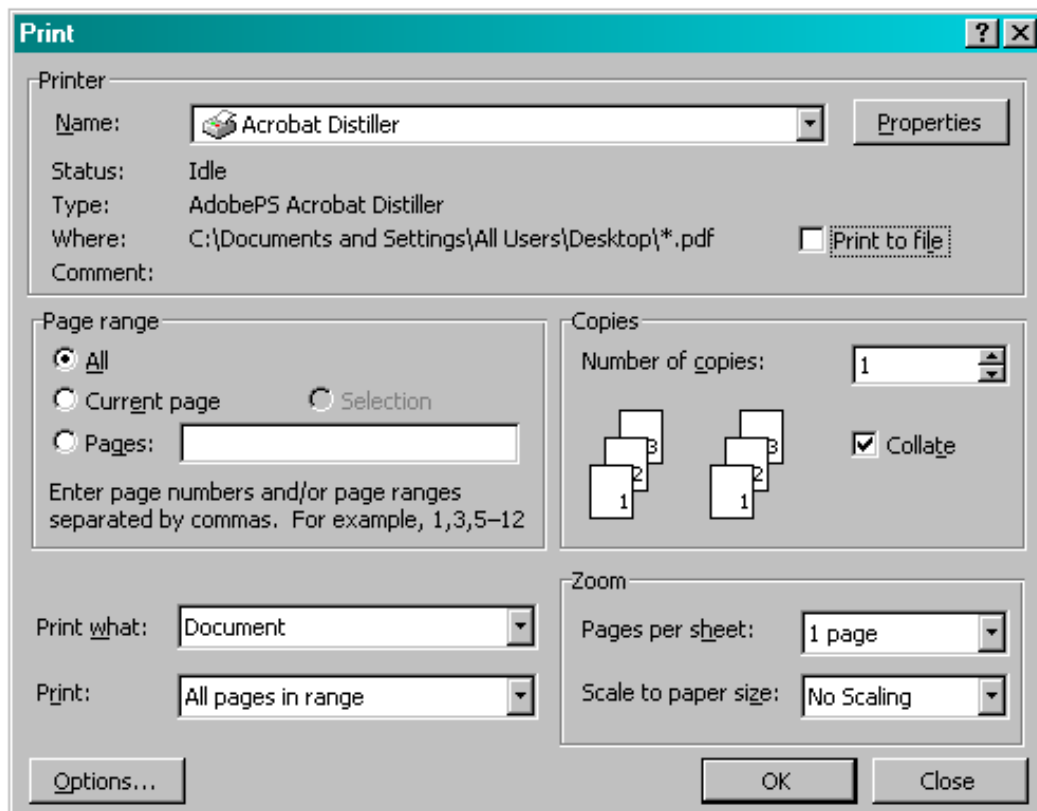 Print
Printer
Name: Acrobat Distiller Properties
Status: Idle
Type: AdobePS Acrobat Distiller
Where: C:\Documents and Settings\All Users\Desktop\*.pdf Print to file
Comment:
Page range
All
Current page Selection
Pages:
Enter page numbers and/or page ranges
separated by commas. For example, 1,3,5–12
Copies
Number of copies: 1
3 3
2 2
1 1
Collate
Print what: Document
Print: All pages in range
Zoom
Pages per sheet: 1 page
Scale to paper size: No Scaling
Options... OK Close